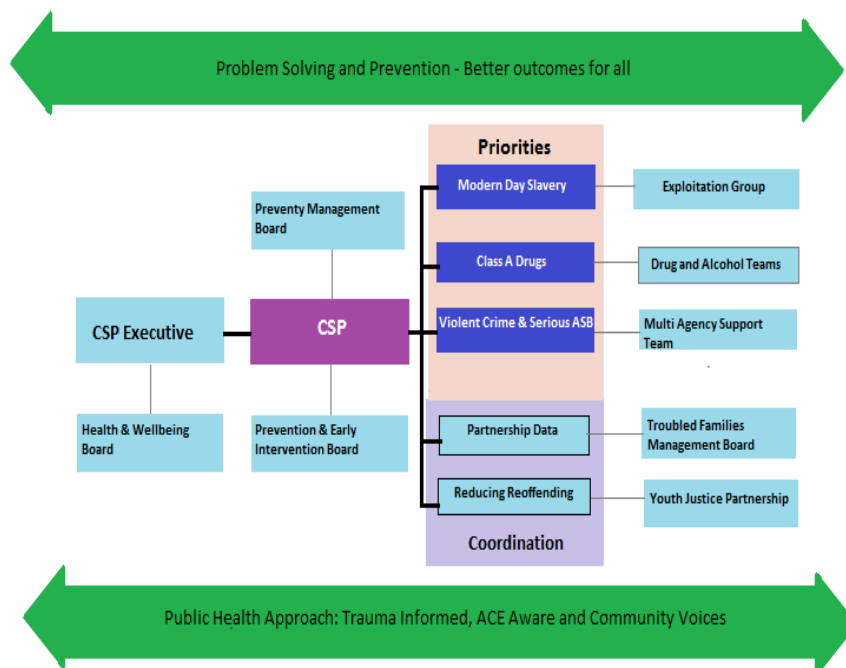 Problem Solving and Prevention - Better outcomes for all
Priorities
Modern Day Slavery
Exploitation Group
Preventy Management
Board
Class A Drugs
Drug and Alcohol Teams
CSP Executive
CSP
Violent Crime & Serious ASB
Multi Agency Support
Team
Health & Wellbeing
Board
Prevention & Early
Intervention Board
Partnership Data
Troubled Families
Management Board
Reducing Reoffending
Youth Justice Partnership
Coordination
Public Health Approach: Trauma Informed, ACE Aware and Community Voices